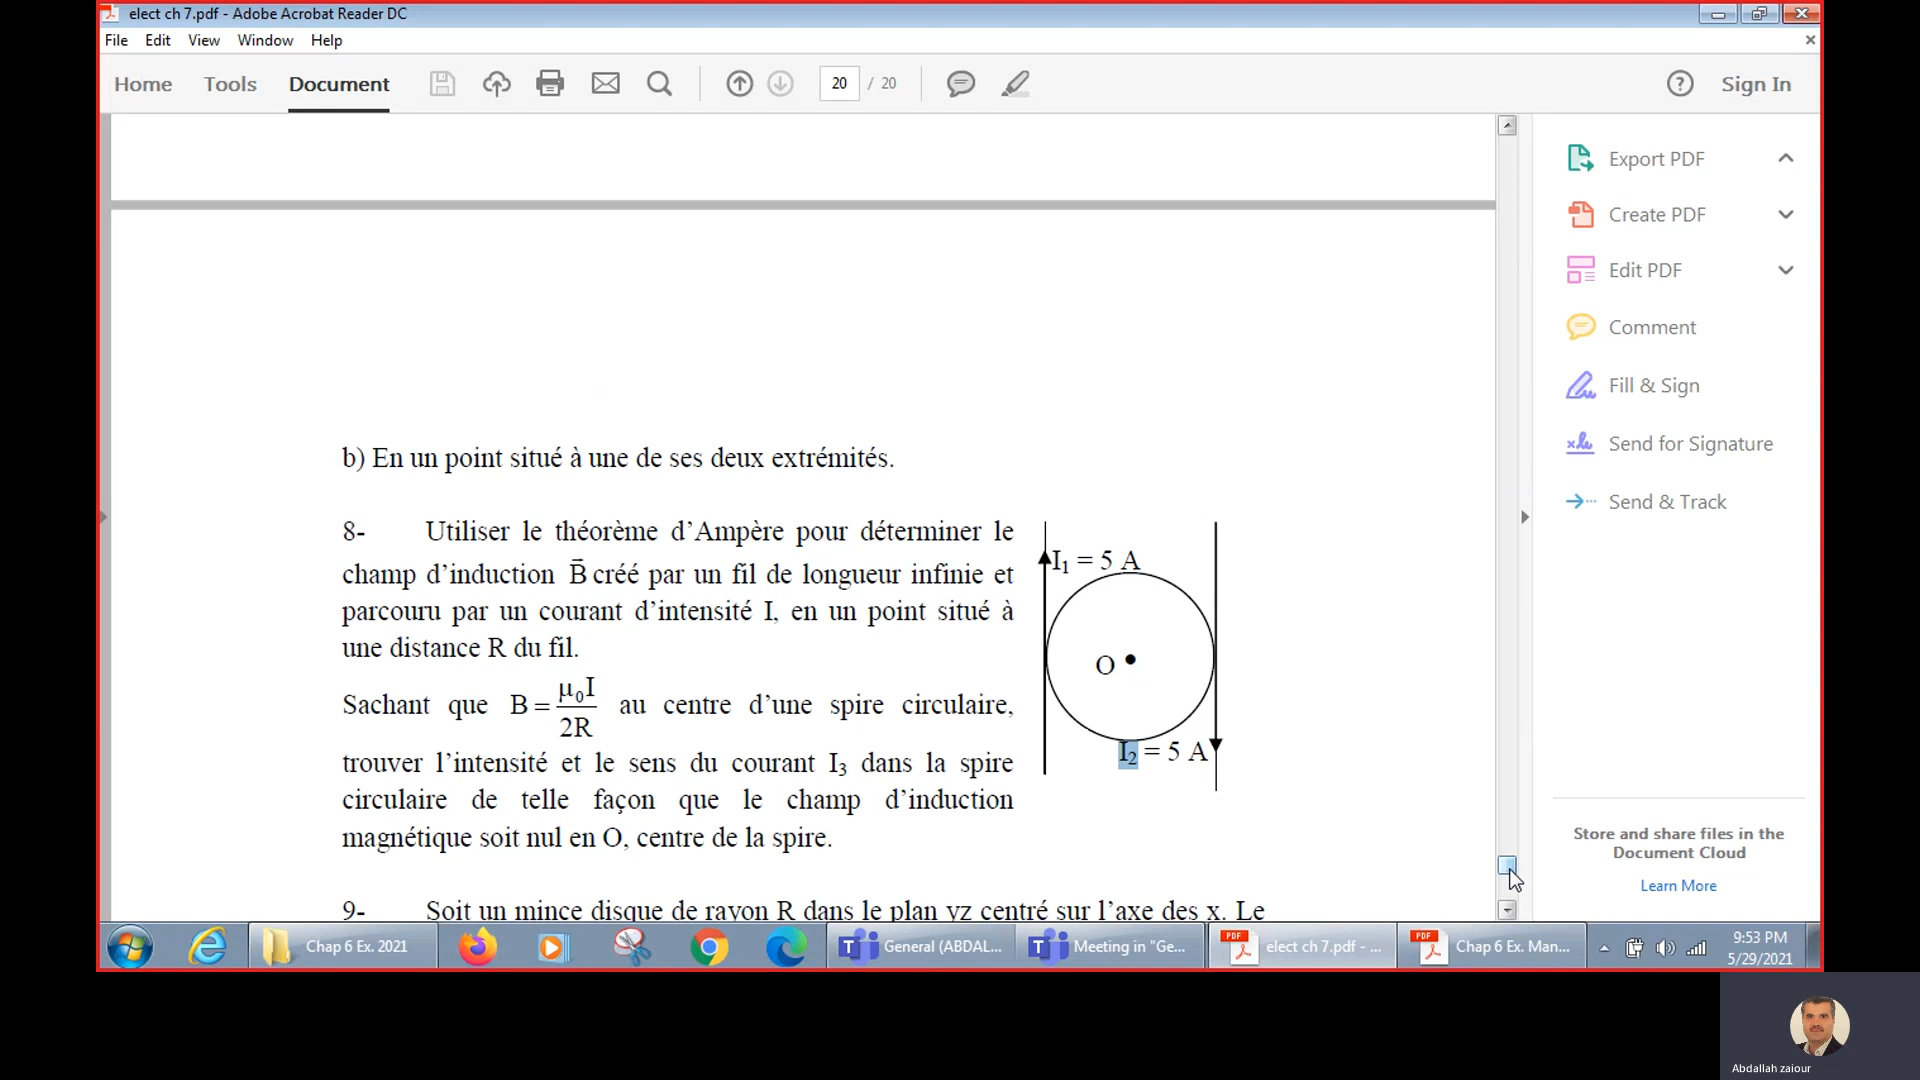 elect ch 7.pdf - Adobe Acrobat Reader DC
File Edit View Window Help
Home Tools Document 20 / 20 Sign In
b) En un point situé à une de ses deux extrémités.
8- Utiliser le théorème d’Ampère pour déterminer le
champ d’induction B⃗ créé par un fil de longueur infinie et
parcouru par un courant d’intensité I, en un point situé à
une distance R du fil.
Sachant que B = μ₀I / 2R au centre d’une spire circulaire,
trouver l’intensité et le sens du courant I₃ dans la spire
circulaire de telle façon que le champ d’induction
magnétique soit nul en O, centre de la spire.
I₁ = 5 A
O
I₂ = 5 A
9- Soit un mince disque de rayon R dans le plan yz centré sur l’axe des x. Le
Export PDF
Create PDF
Edit PDF
Comment
Fill & Sign
Send for Signature
Send & Track
Store and share files in the
Document Cloud
Learn More
Chap 6 Ex. 2021
General (ABDAL...
Meeting in "Ge...
elect ch 7.pdf - ...
Chap 6 Ex. Man...
9:53 PM
5/29/2021
Abdallah zaiour